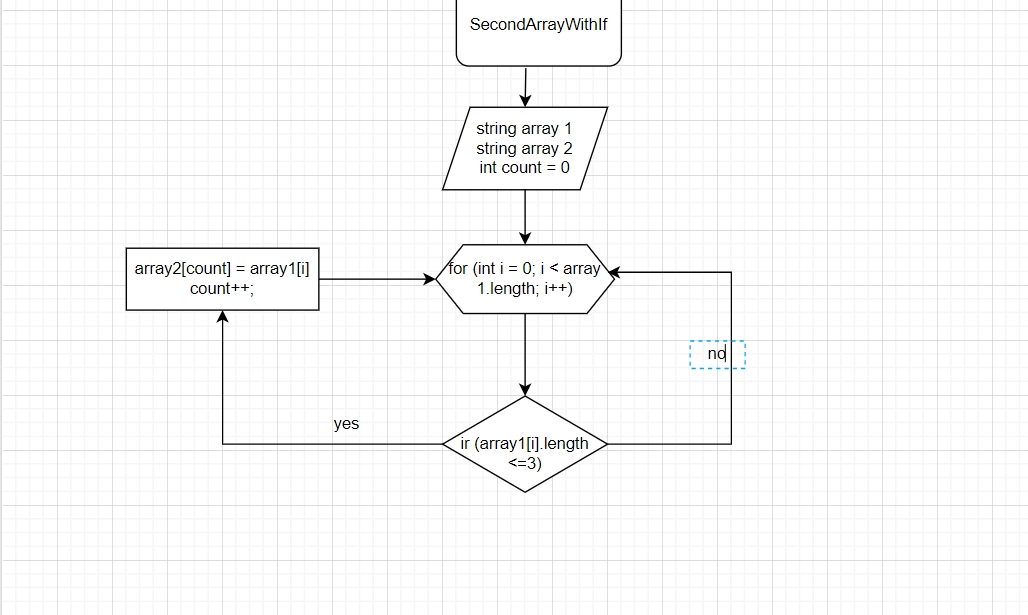 SecondArrayWithIf
string array 1
string array 2
int count = 0
array2[count] = array1[i]
count++;
for (int i = 0; i < array
1.length; i++)
no
yes
ir (array1[i].length
<=3)